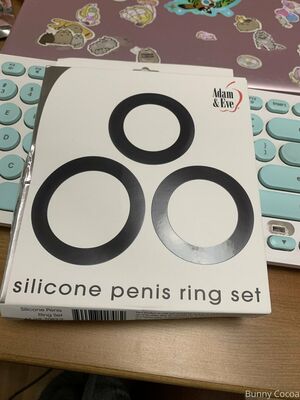 Adam
& Eve
silicone penis ring set
Silicone Penis
Ring Set
Bunny Cocoa